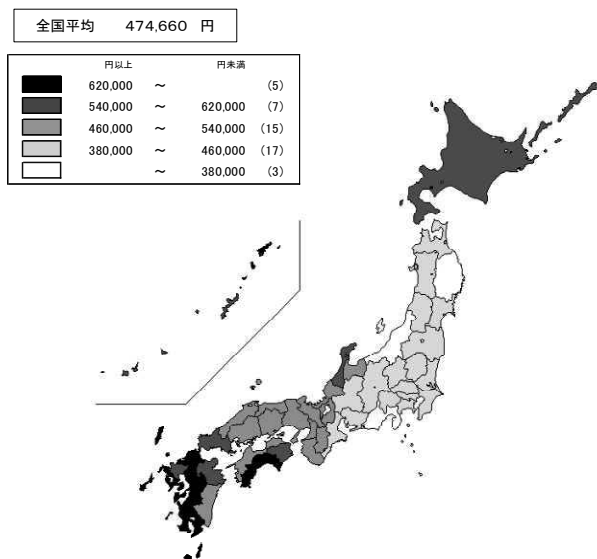 全国平均 474,660 円
円以上 円未満
620,000 ～ (5)
540,000 ～ 620,000 (7)
460,000 ～ 540,000 (15)
380,000 ～ 460,000 (17)
～ 380,000 (3)